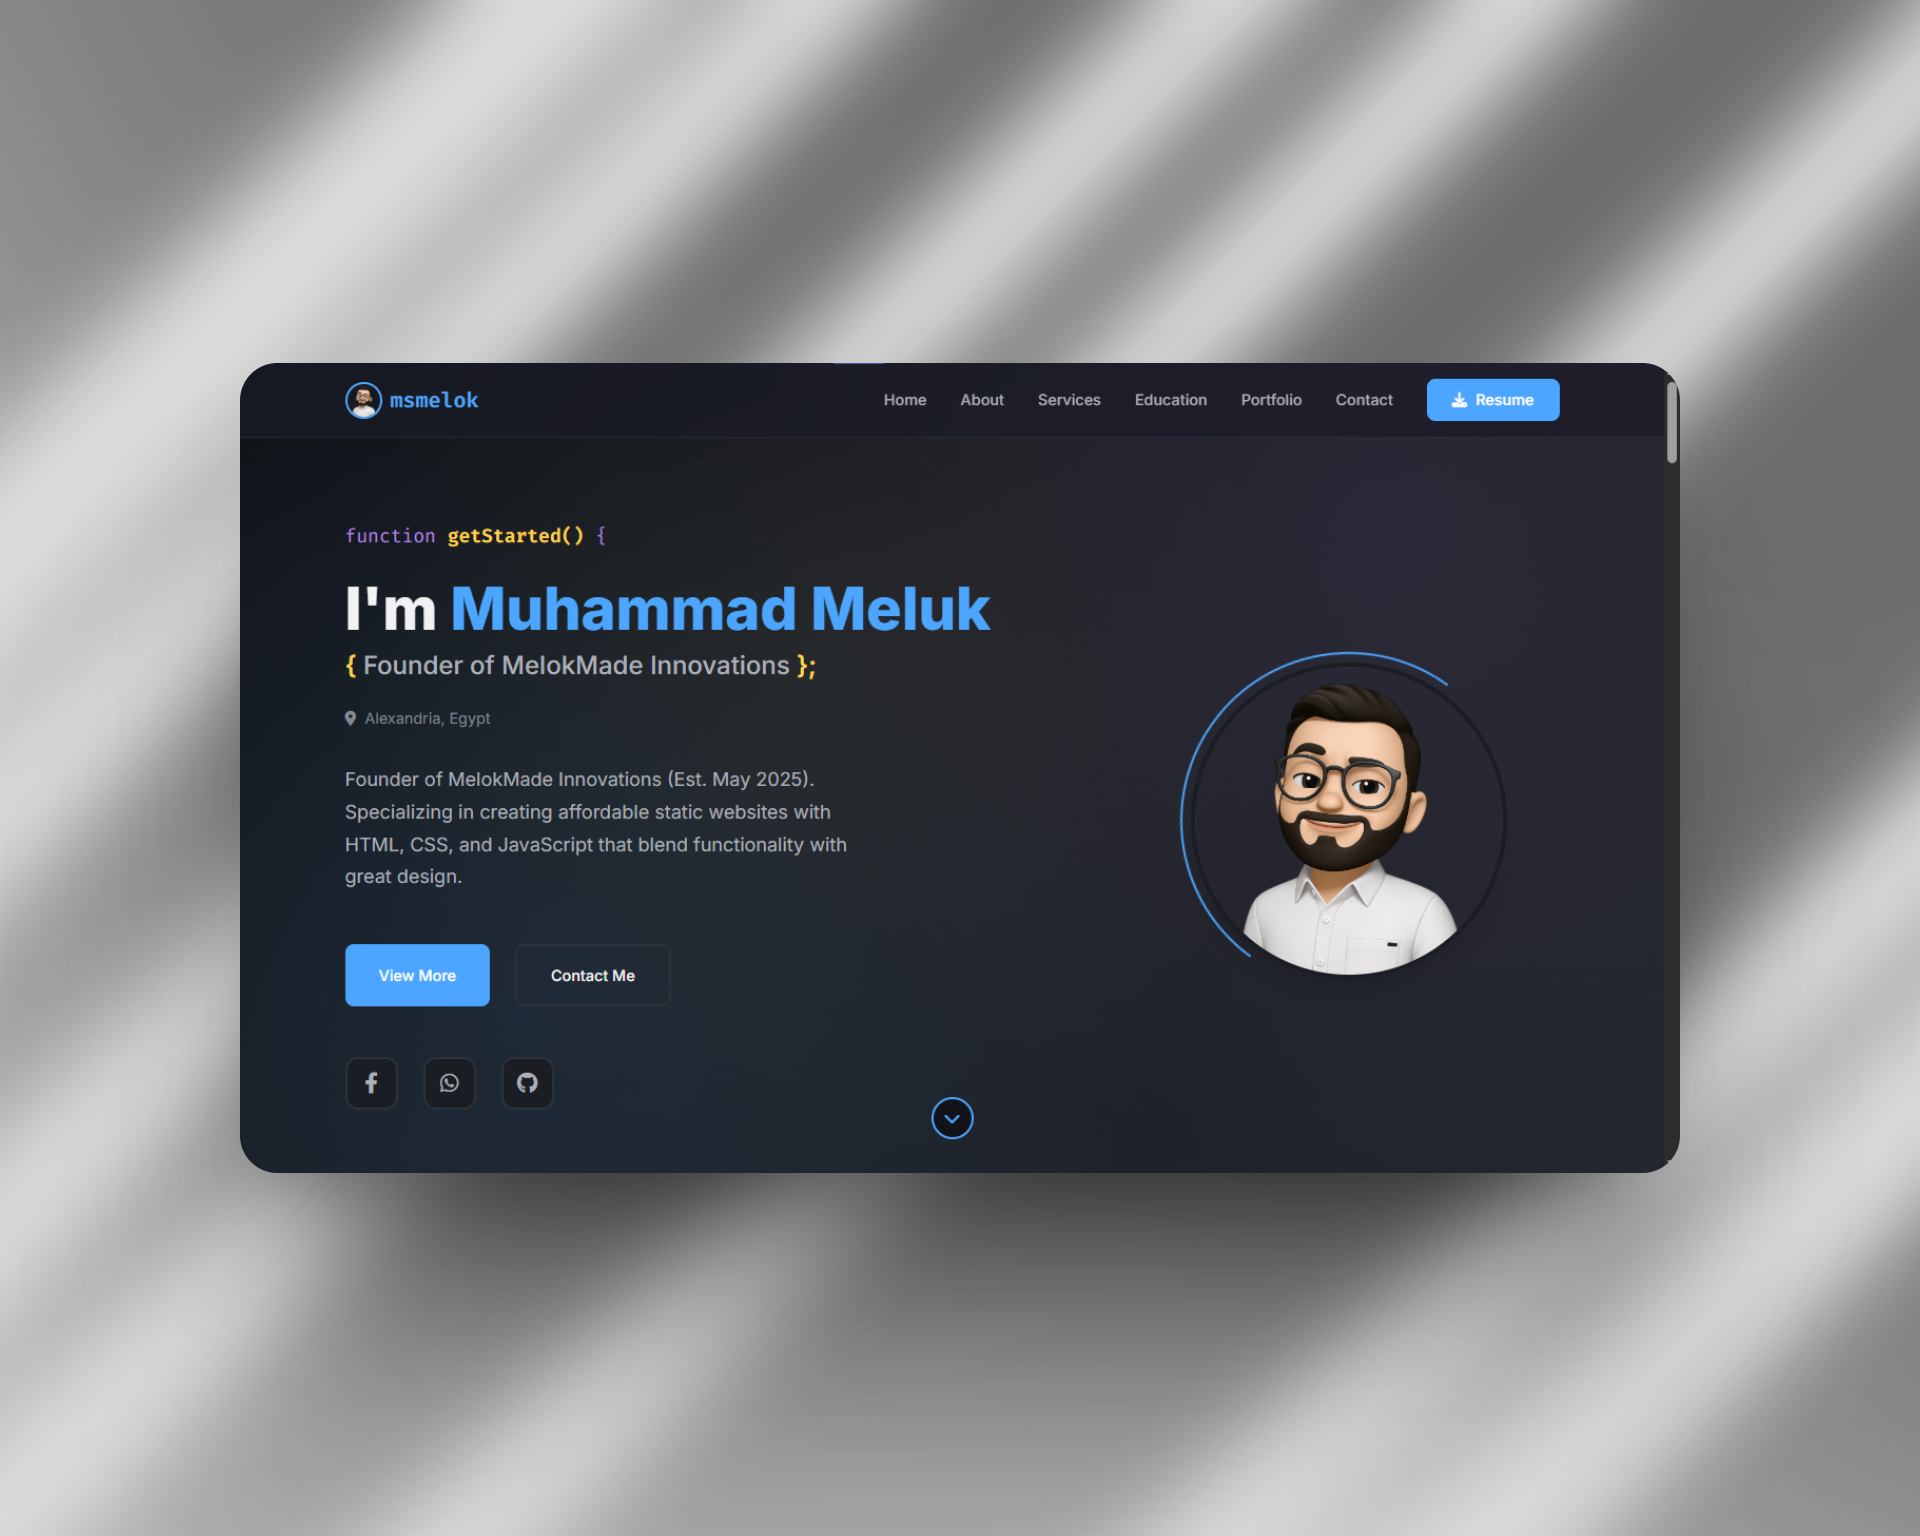 msmelok
Home About Services Education Portfolio Contact Resume
function getStarted() {
I'm Muhammad Meluk
{ Founder of MelokMade Innovations };
Alexandria, Egypt
Founder of MelokMade Innovations (Est. May 2025).
Specializing in creating affordable static websites with
HTML, CSS, and JavaScript that blend functionality with
great design.
View More Contact Me